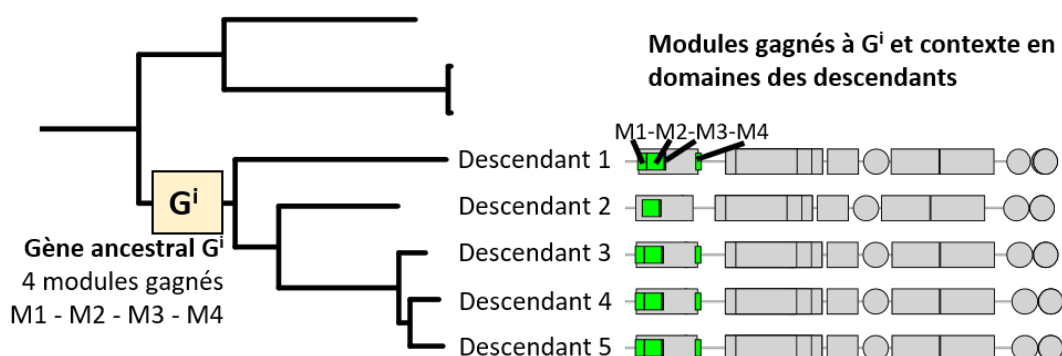 Modules gagnés à Gⁱ et contexte en
domaines des descendants
M1-M2-M3-M4
Descendant 1
Descendant 2
Descendant 3
Descendant 4
Descendant 5
Gⁱ
Gène ancestral Gⁱ
4 modules gagnés
M1 - M2 - M3 - M4